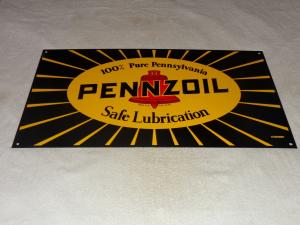 100% Pure Pennsylvania
PENNZOIL
Safe Lubrication